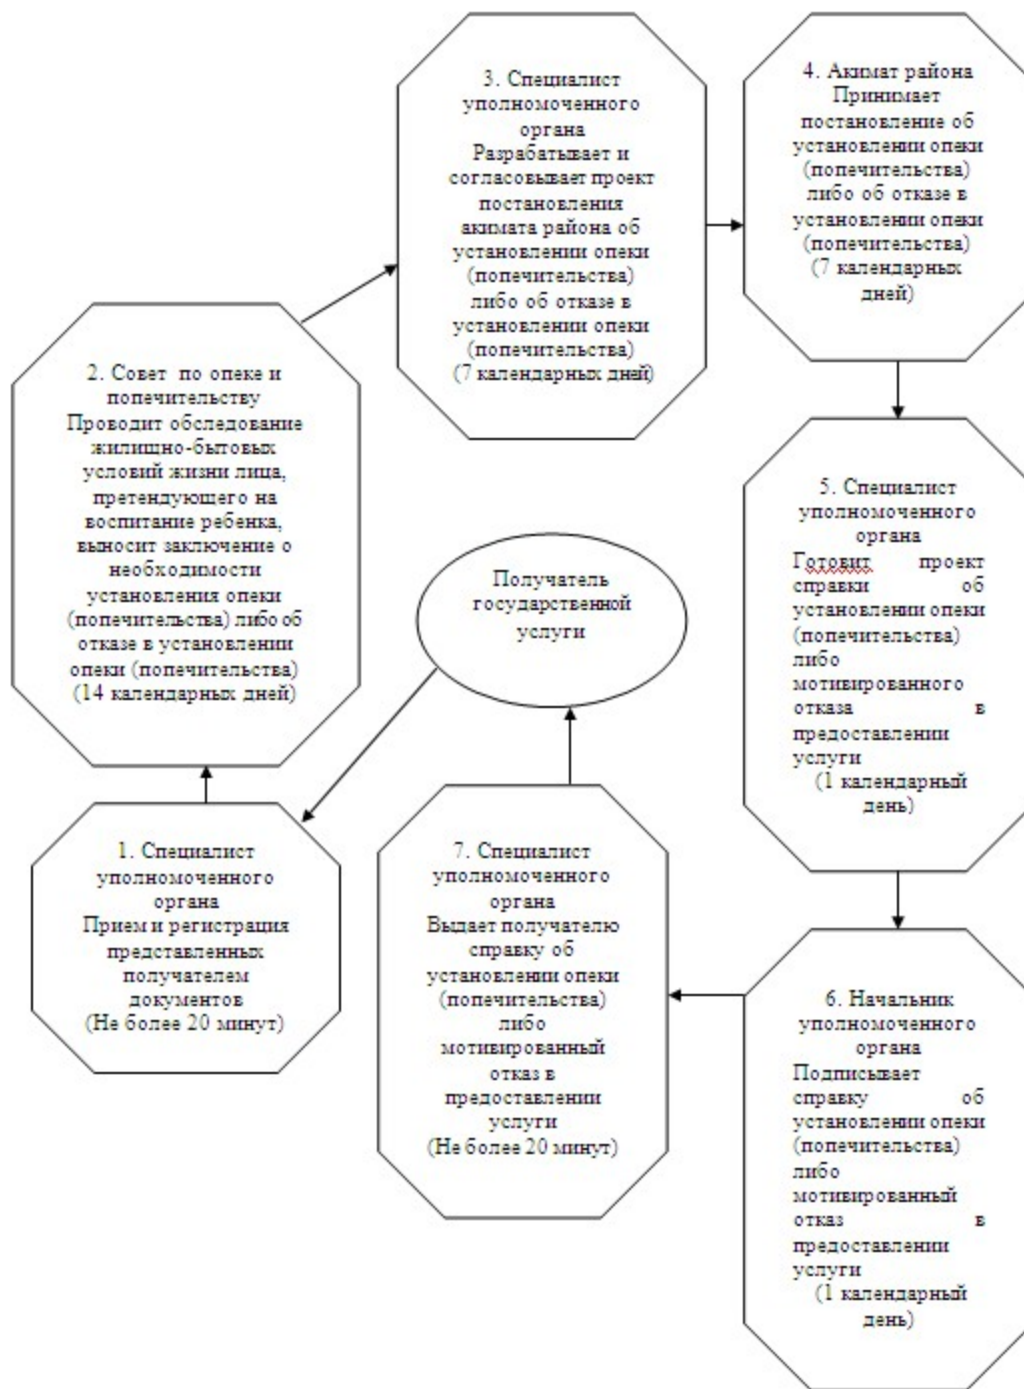 3. Специалист
уполномоченного
органа
Разрабатывает и
согласовывает проект
постановления
акимата района об
установлении опеки
(попечительства)
либо об отказе в
установлении опеки
(попечительства)
(7 календарных дней)
4. Акимат района
Принимает
постановление об
установлении опеки
(попечительства)
либо об отказе в
установлении опеки
(попечительства)
(7 календарных
дней)
2. Совет по опеке и
попечительству
Проводит обследование
жилищно-бытовых
условий жизни лица,
претендующего на
воспитание ребенка,
выносит заключение о
необходимости
установления опеки
(попечительства) либо об
отказе в установлении
опеки (попечительства)
(14 календарных дней)
5. Специалист
уполномоченного
органа
Готовит проект
справки об
установлении опеки
(попечительства)
либо
мотивированного
отказа в
предоставлении
услуги
(1 календарный
день)
Получатель
государственной
услуги
1. Специалист
уполномоченного
органа
Прием и регистрация
представленных
получателем
документов
(Не более 20 минут)
7. Специалист
уполномоченного
органа
Выдает получателю
справку об
установлении опеки
(попечительства)
либо
мотивированный
отказ в
предоставлении
услуги
(Не более 20 минут)
6. Начальник
уполномоченного
органа
Подписывает
справку об
установлении опеки
(попечительства)
либо
мотивированный
отказ в
предоставлении
услуги
(1 календарный
день)